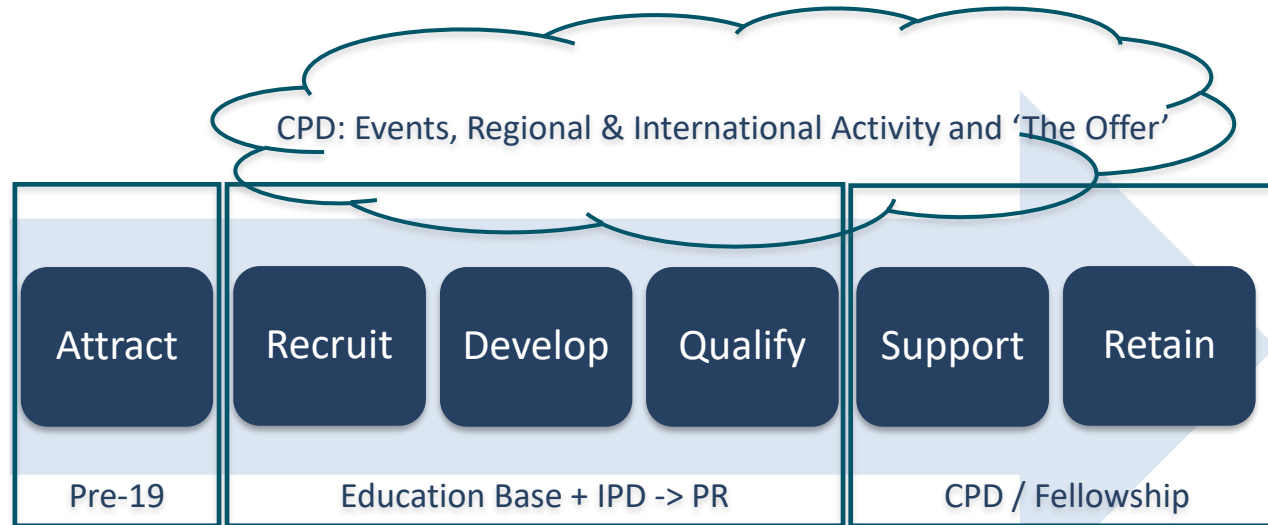 CPD: Events, Regional & International Activity and ‘The Offer’
Attract
Recruit
Develop
Qualify
Support
Retain
Pre-19
Education Base + IPD -> PR
CPD / Fellowship